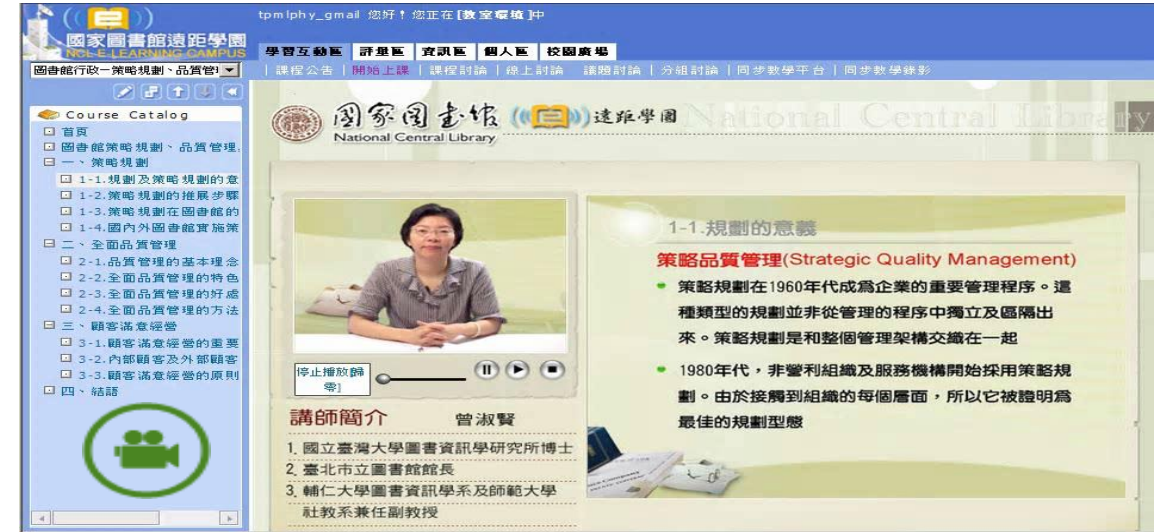 tpmlphy_gmail 您好！您正在【教室環境】中
國家圖書館遠距學園
NCL E-LEARNING CAMPUS
學習互動區 評量區 資訊區 個人區 校園廣場
圖書館行政－策略規劃、品質管
| 課程公告 | 開始上課 | 課程討論 | 線上討論 議題討論 | 分組討論 | 同步教學平台 | 同步教學錄影
Course Catalog
首頁
圖書館策略規劃、品質管理
一、策略規劃
1-1.規劃及策略規劃的意
1-2.策略規劃的推展步驟
1-3.策略規劃在圖書館的
1-4.國內外圖書館實施策
二、全面品質管理
2-1.品質管理的基本理念
2-2.全面品質管理的特色
2-3.全面品質管理的好處
2-4.全面品質管理的方法
三、顧客滿意經營
3-1.顧客滿意經營的重要
3-2.內部顧客及外部顧客
3-3.顧客滿意經營的原則
四、結語
國家圖書館 遠距學園
National Central Library
National Central Library
停止播放歸
零]
講師簡介 曾淑賢
1. 國立臺灣大學圖書資訊學研究所博士
2. 臺北市立圖書館館長
3. 輔仁大學圖書資訊學系及師範大學
社教系兼任副教授
1-1.規劃的意義
策略品質管理(Strategic Quality Management)
策略規劃在1960年代成為企業的重要管理程序。這
種類型的規劃並非從管理的程序中獨立及區隔出
來。策略規劃是和整個管理架構交織在一起
1980年代，非營利組織及服務機構開始採用策略規
劃。由於接觸到組織的每個層面，所以它被證明爲
最佳的規劃型態